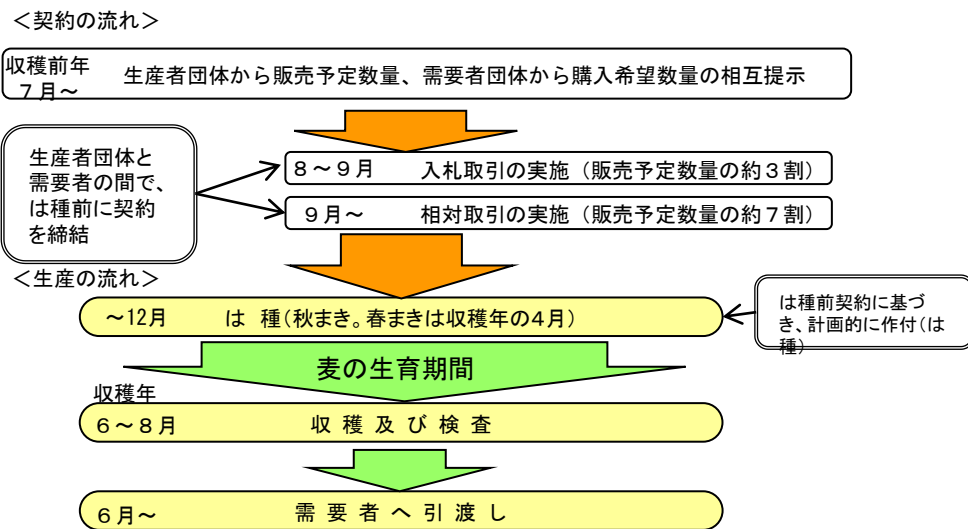 ＜契約の流れ＞
収穫前年
７月～
生産者団体から販売予定数量、需要者団体から購入希望数量の相互提示
生産者団体と
需要者の間で、
は種前に契約
を締結
８～９月　入札取引の実施（販売予定数量の約３割）
９月～　相対取引の実施（販売予定数量の約７割）
＜生産の流れ＞
～12月　は　種（秋まき。春まきは収穫年の４月）
は種前契約に基づ
き、計画的に作付（は
種）
麦の生育期間
収穫年
６～８月　収 穫 及 び 検 査
６月～　需 要 者 へ 引 渡 し